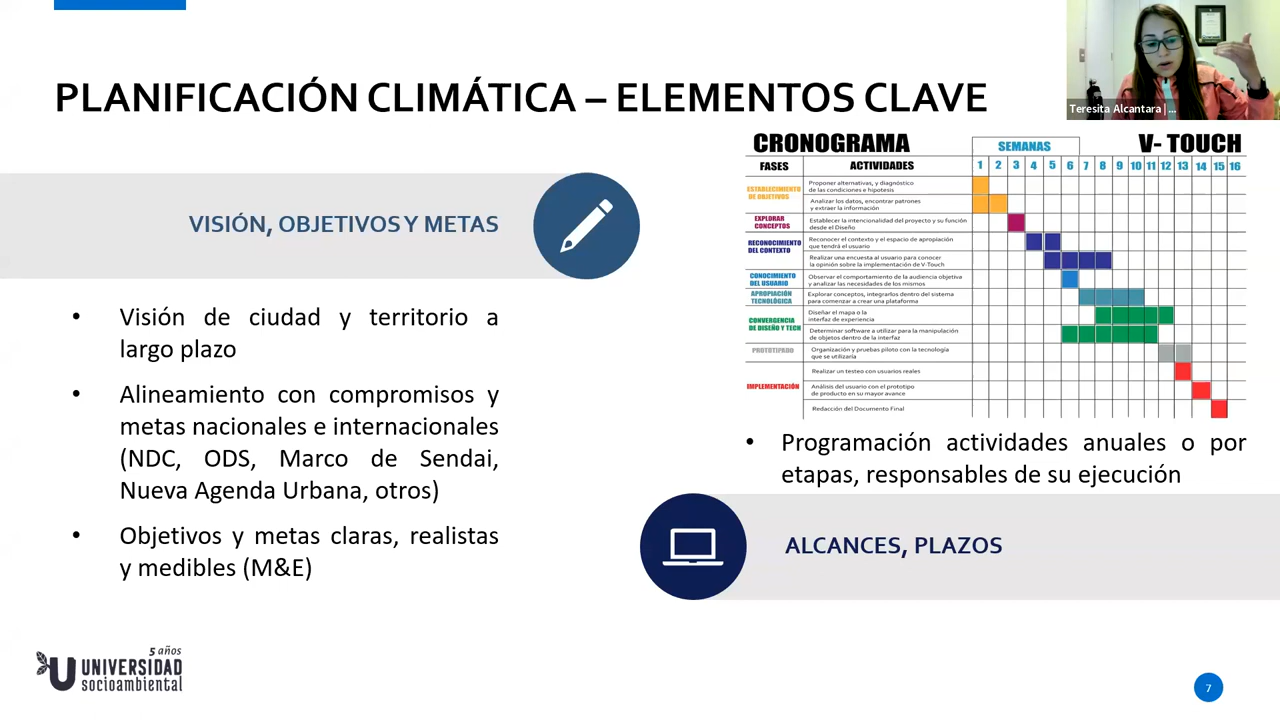 PLANIFICACIÓN CLIMÁTICA – ELEMENTOS CLAVE
Teresita Alcantara | ...
VISIÓN, OBJETIVOS Y METAS
• Visión de ciudad y territorio a
largo plazo
• Alineamiento con compromisos y
metas nacionales e internacionales
(NDC, ODS, Marco de Sendai,
Nueva Agenda Urbana, otros)
• Objetivos y metas claras, realistas
y medibles (M&E)
CRONOGRAMA
SEMANAS
V- TOUCH
FASES ACTIVIDADES 1 2 3 4 5 6 7 8 9 10 11 12 13 14 15 16
ESTABLECIMIENTO
DE OBJETIVOS
Proponer alternativas, y diagnóstico
de las condiciones e hipotesis
Analizar los datos, encontrar patrones
y extraer la información
EXPLORAR
CONCEPTOS
Establecer la intencionalidad del proyecto y su función
desde el Diseño
RECONOCIMIENTO
DEL CONTEXTO
Reconocer el contexto y el espacio de apropiación
que tendrá el usuario
Realizar una encuesta al usuario para conocer
la opinión sobre la implementación de V-Touch
CONOCIMIENTO
DEL USUARIO
Observar el comportamiento de la audiencia objetiva
y analizar las necesidades de los mismos
APROPIACIÓN
TECNOLÓGICA
Explorar conceptos, integrarlos dentro del sistema
para comenzar a crear una plataforma
CONVERGENCIA
DE DISEÑO Y TECH
Diseñar el mapa o la
interfaz de experiencia
Determinar software a utilizar para la manipulación
de objetos dentro de la interfaz
PROTOTIPADO
Organización y pruebas piloto con la tecnología
que se utilizaría
IMPLEMENTACIÓN
Realizar un testeo con usuarios reales
Análisis del usuario con el prototipo
de producto en su mayor avance
Redacción del Documento Final
• Programación actividades anuales o por
etapas, responsables de su ejecución
ALCANCES, PLAZOS
5 años
UNIVERSIDAD
socioambiental
7